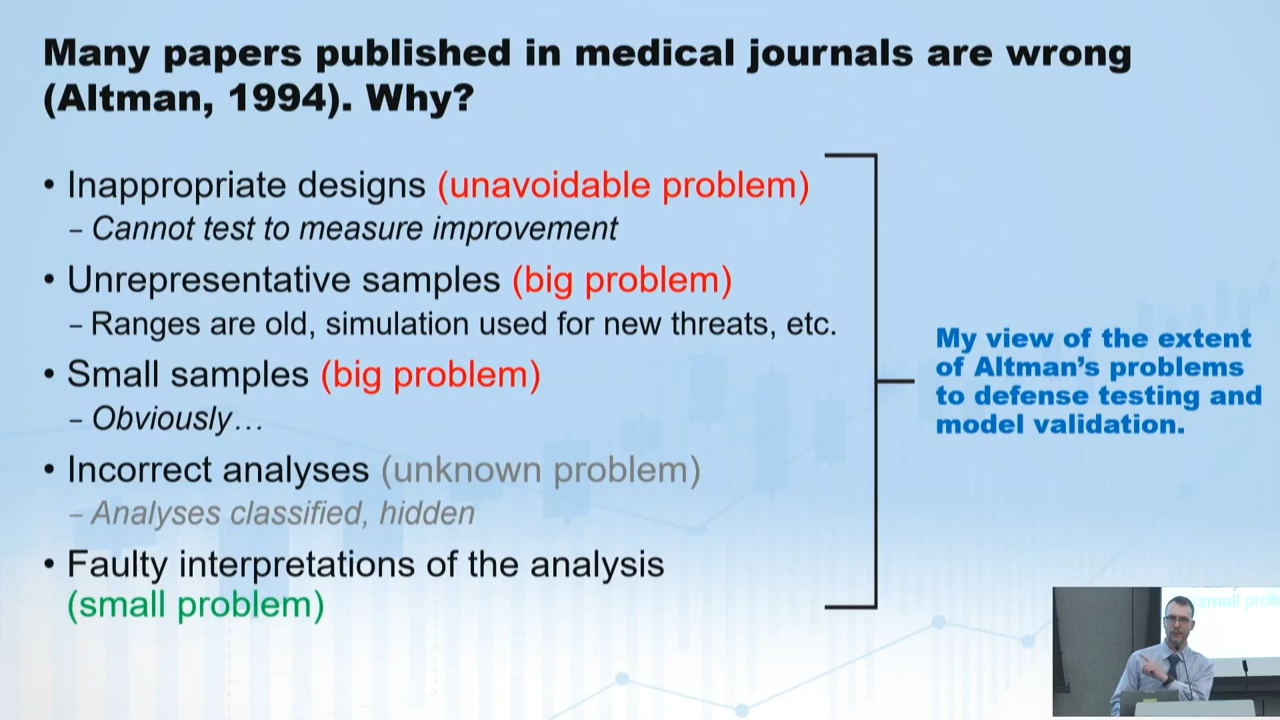 Many papers published in medical journals are wrong
(Altman, 1994). Why?
• Inappropriate designs (unavoidable problem)
– Cannot test to measure improvement
• Unrepresentative samples (big problem)
– Ranges are old, simulation used for new threats, etc.
• Small samples (big problem)
– Obviously…
• Incorrect analyses (unknown problem)
– Analyses classified, hidden
• Faulty interpretations of the analysis
(small problem)
My view of the extent
of Altman’s problems
to defense testing and
model validation.
(small prob